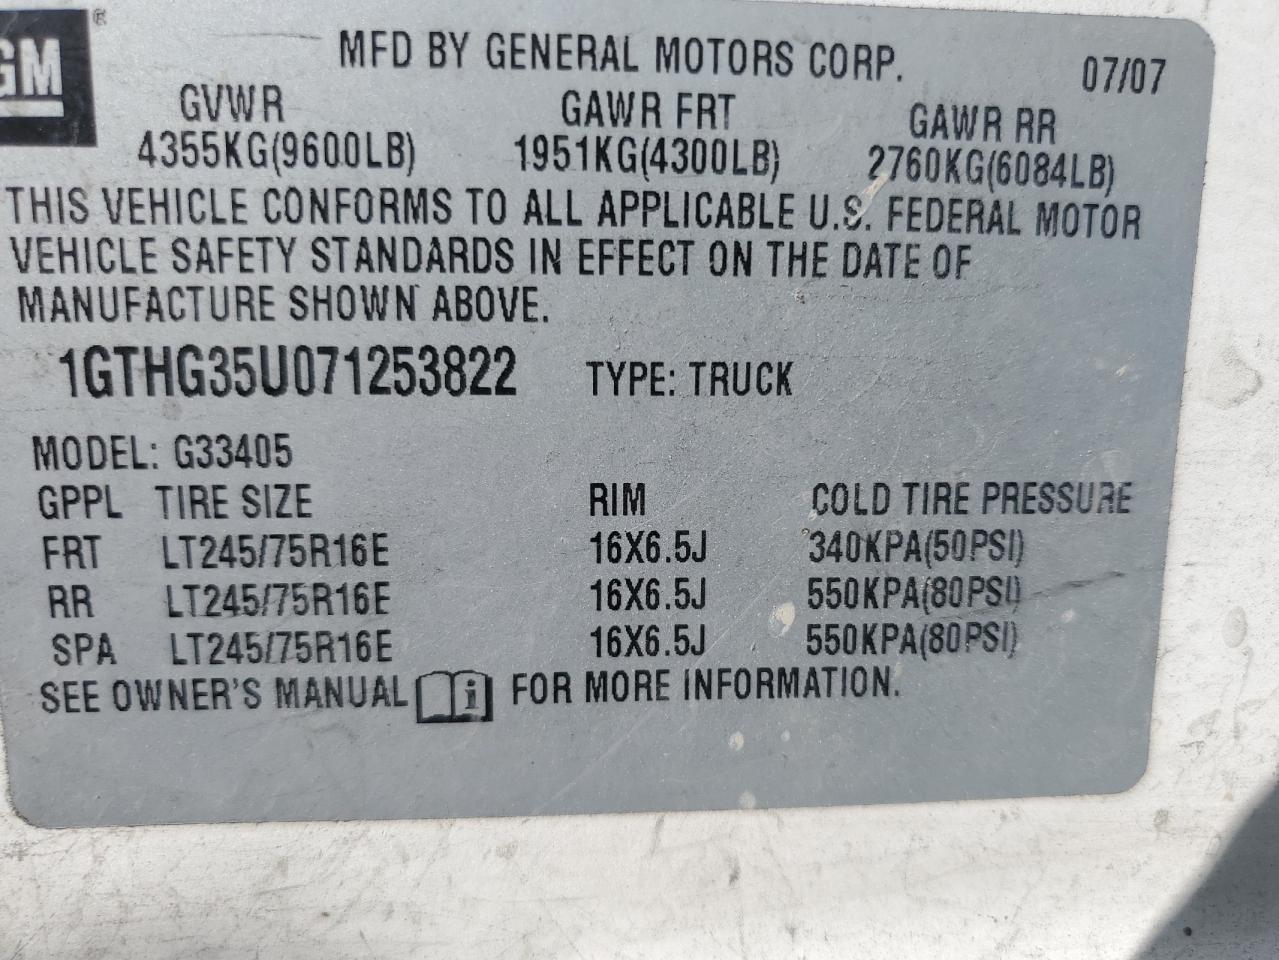 GM ®
MFD BY GENERAL MOTORS CORP. 07/07
GVWR GAWR FRT GAWR RR
4355KG(9600LB) 1951KG(4300LB) 2760KG(6084LB)
THIS VEHICLE CONFORMS TO ALL APPLICABLE U.S. FEDERAL MOTOR
VEHICLE SAFETY STANDARDS IN EFFECT ON THE DATE OF
MANUFACTURE SHOWN ABOVE.
1GTHG35U071253822 TYPE: TRUCK
MODEL: G33405
GPPL TIRE SIZE RIM COLD TIRE PRESSURE
FRT LT245/75R16E 16X6.5J 340KPA(50PSI)
RR LT245/75R16E 16X6.5J 550KPA(80PSI)
SPA LT245/75R16E 16X6.5J 550KPA(80PSI)
SEE OWNER'S MANUAL i FOR MORE INFORMATION.